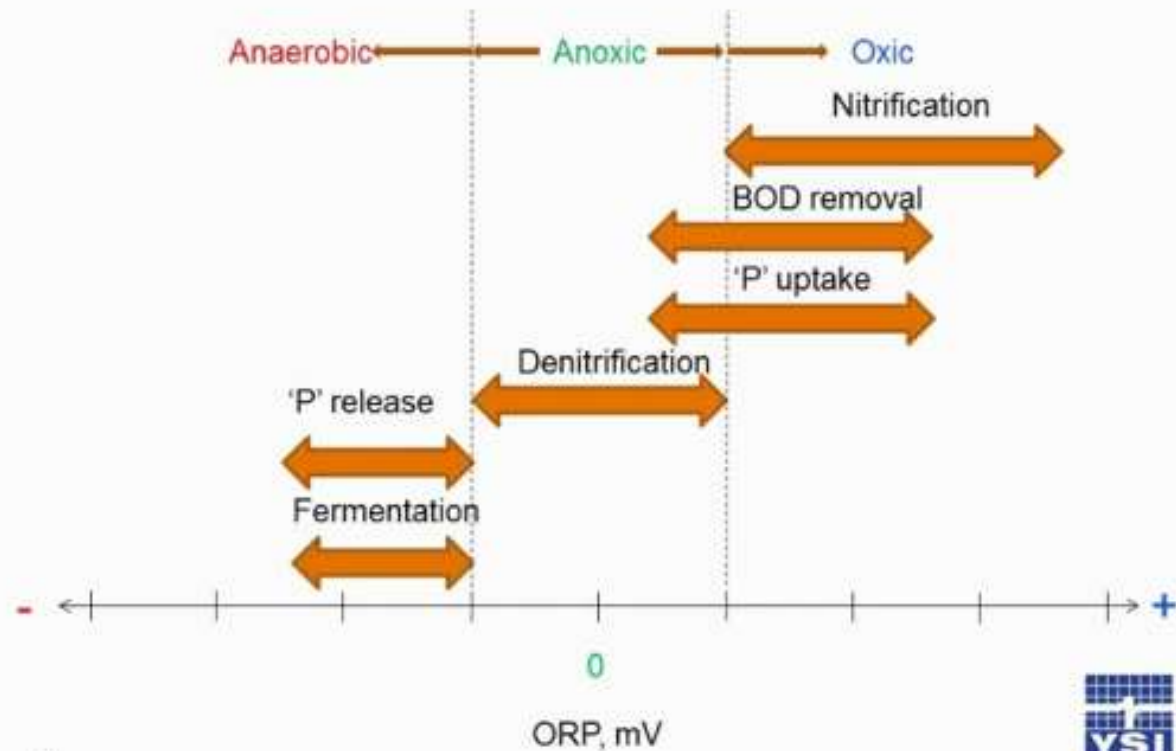 Anaerobic Anoxic Oxic
Nitrification
BOD removal
‘P’ uptake
Denitrification
‘P’ release
Fermentation
- +
0
ORP, mV
YSI